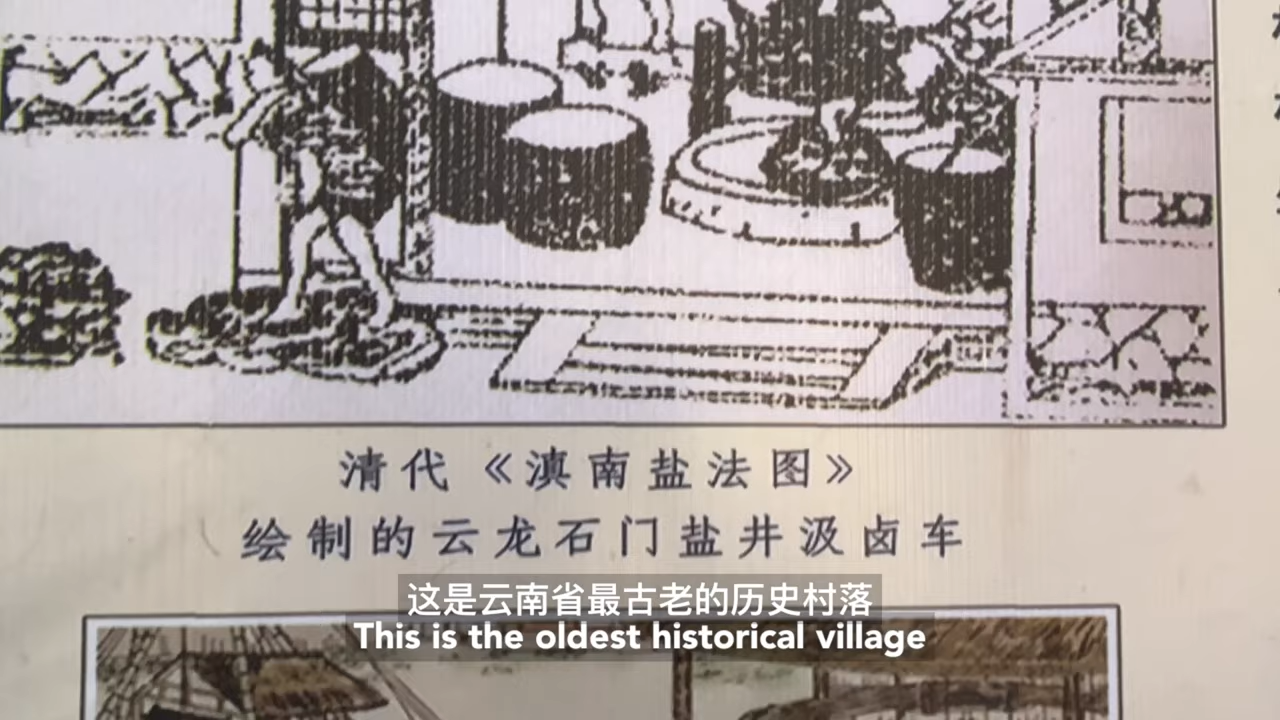 清代《滇南盐法图》
绘制的云龙石门盐井汲卤车
这是云南省最古老的历史村落
This is the oldest historical village